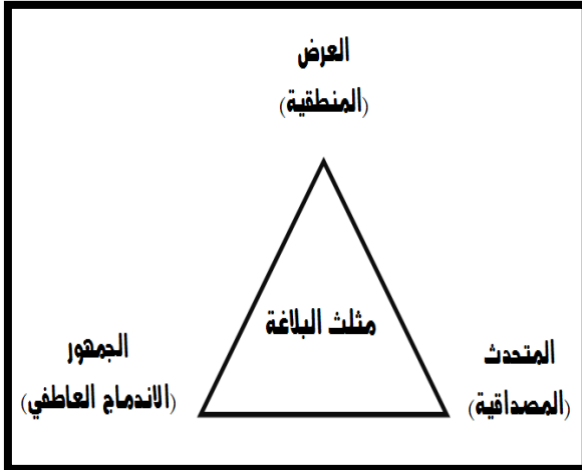 العرض
(المنطقية)
مثلث البلاغة
المتحدث
(المصداقية)
الجمهور
(الاندماج العاطفي)